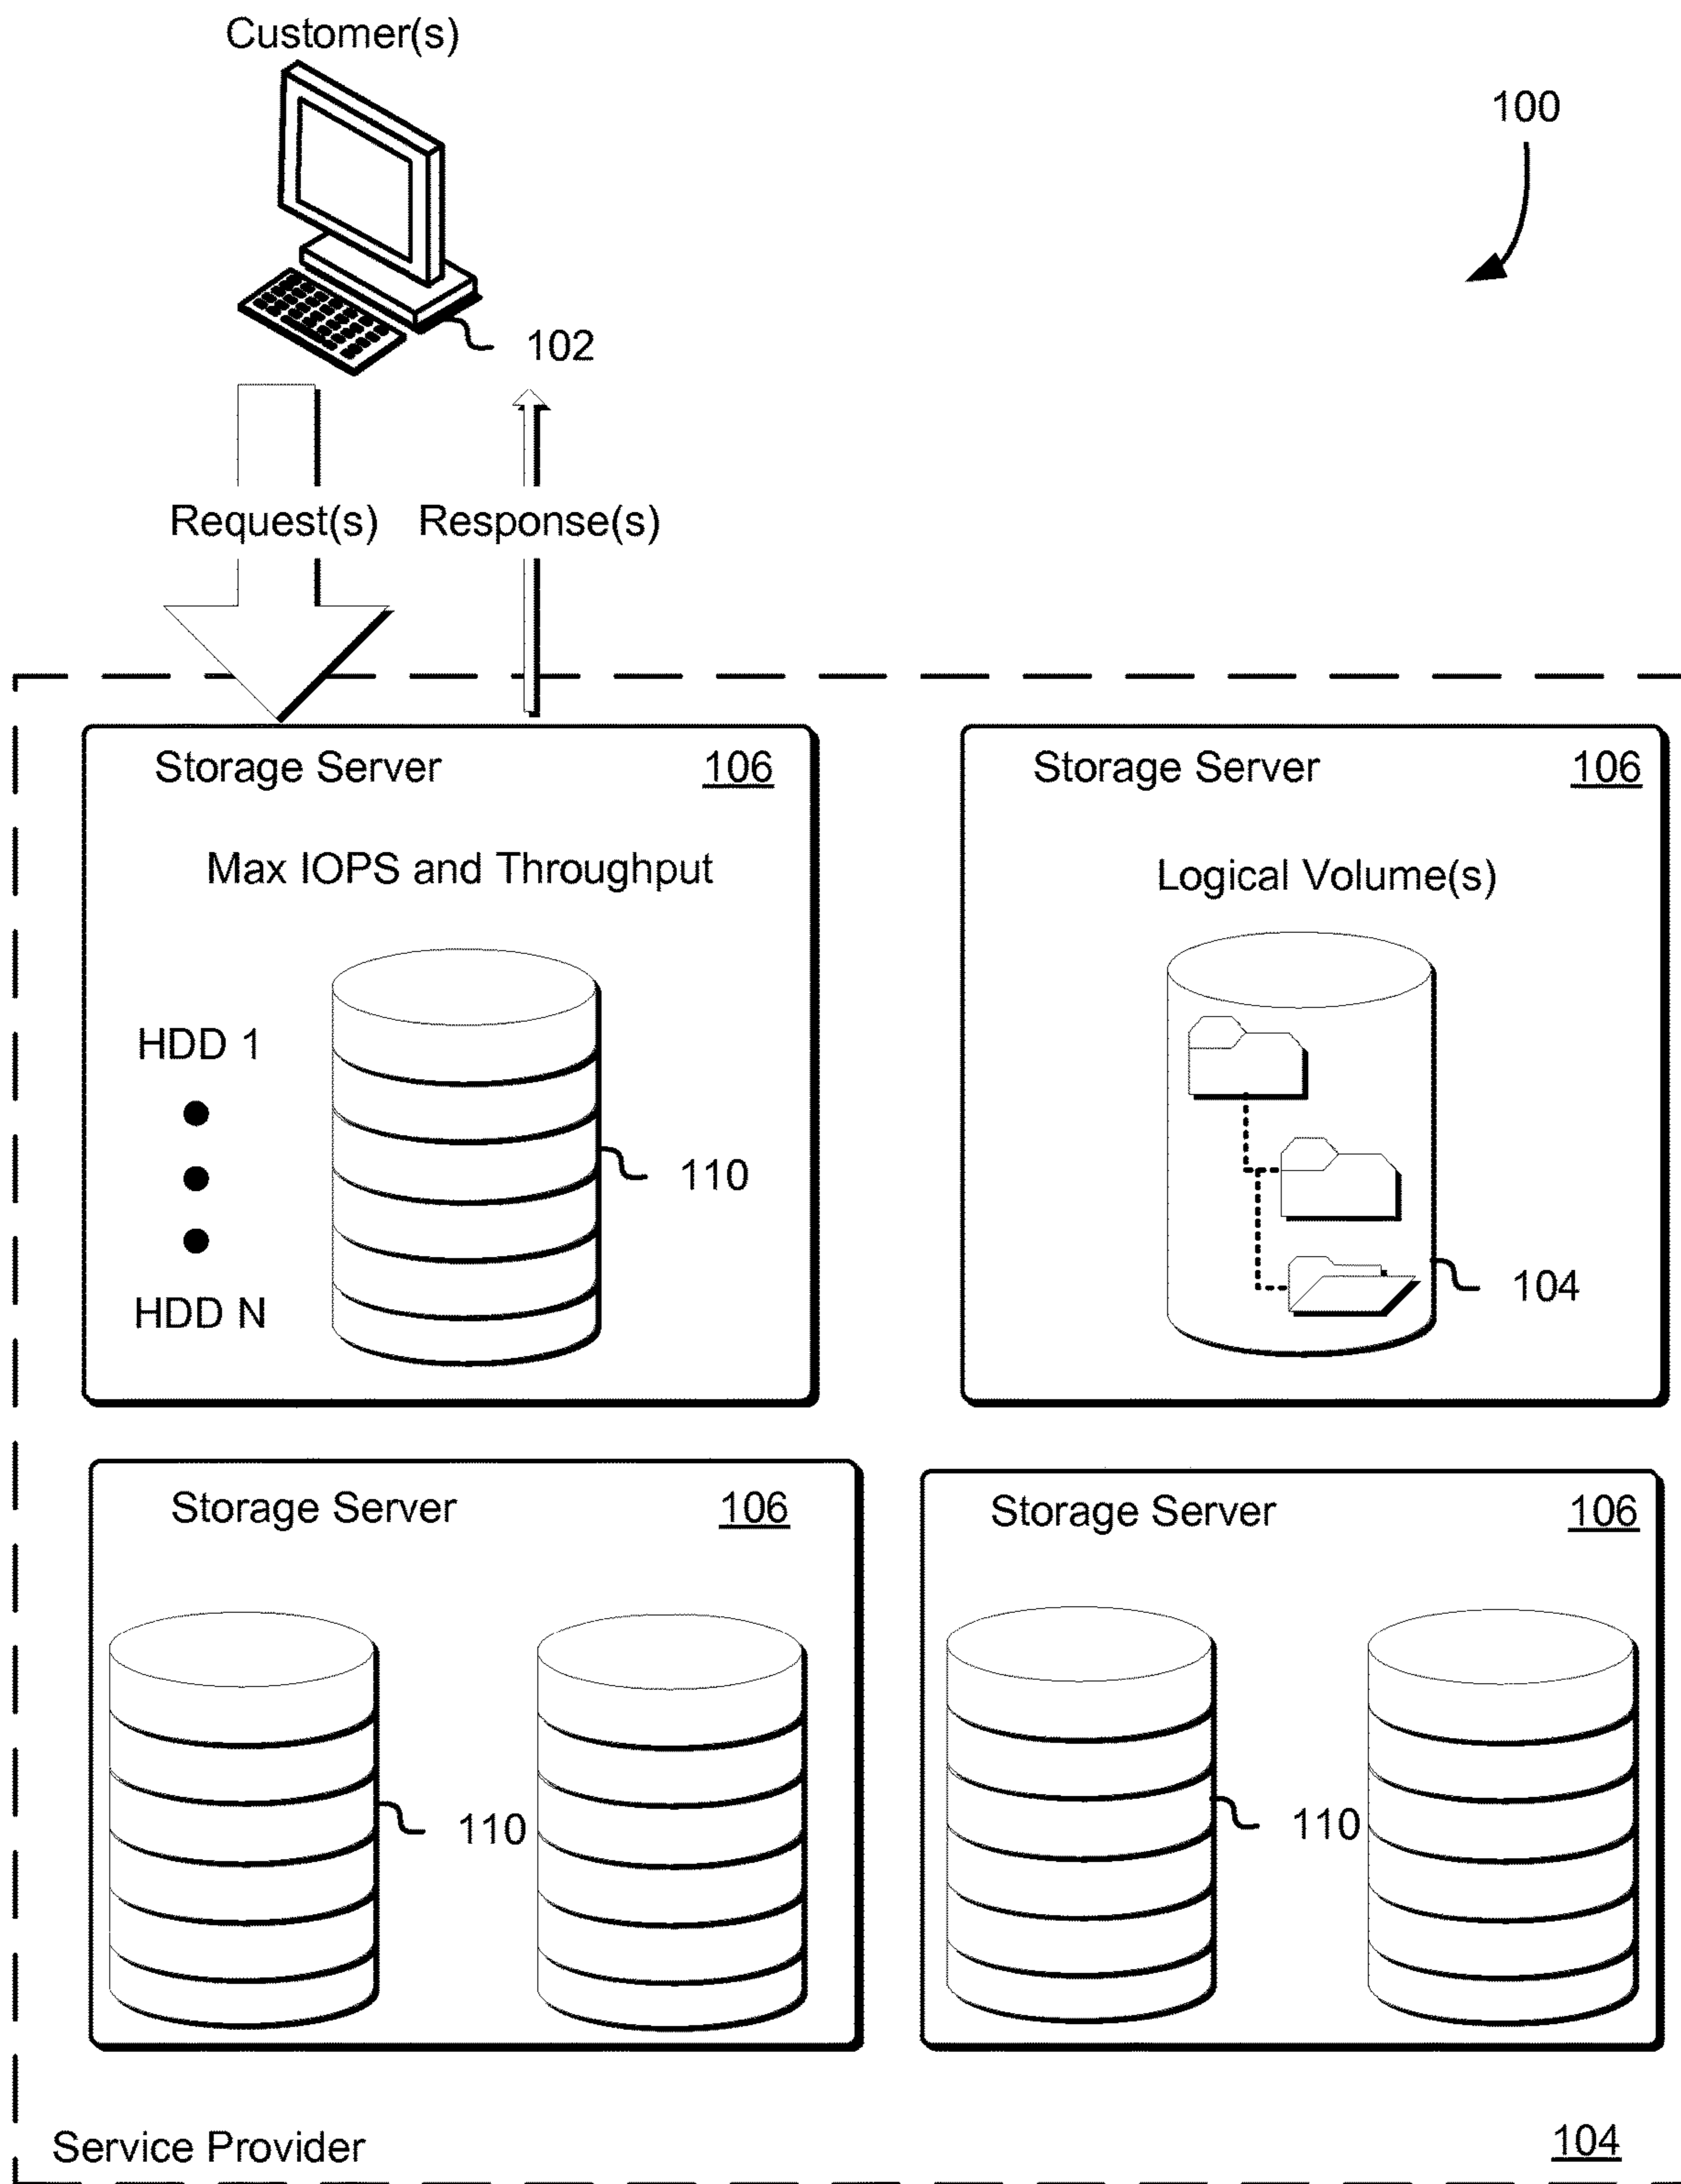 Customer(s)
100
102
Request(s) Response(s)
Storage Server 106
Max IOPS and Throughput
HDD 1
HDD N
110
Storage Server 106
Logical Volume(s)
104
Storage Server 106
110
Storage Server 106
110
Service Provider 104